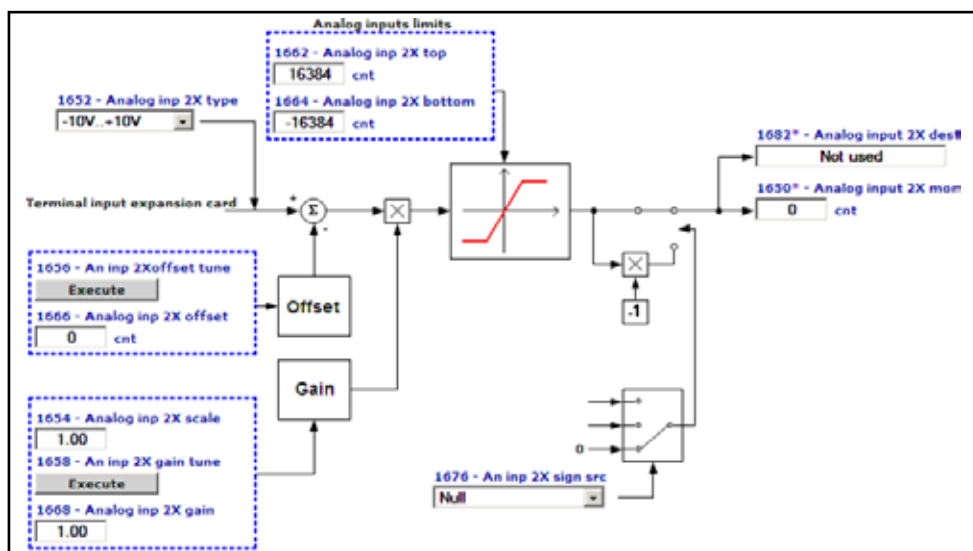 Analog inputs limits
1662 - Analog inp 2X top
16384 cnt
1664 - Analog inp 2X bottom
-16384 cnt
1652 - Analog inp 2X type
-10V..+10V
1682* - Analog input 2X dest
Not used
1650* - Analog input 2X mon
0 cnt
Terminal input expansion card
+
Σ
-
1656 - An inp 2Xoffset tune
Execute
1666 - Analog inp 2X offset
0 cnt
Offset
-1
Gain
1654 - Analog inp 2X scale
1.00
1658 - An inp 2X gain tune
Execute
1668 - Analog inp 2X gain
1.00
0
1676 - An inp 2X sign src
Null